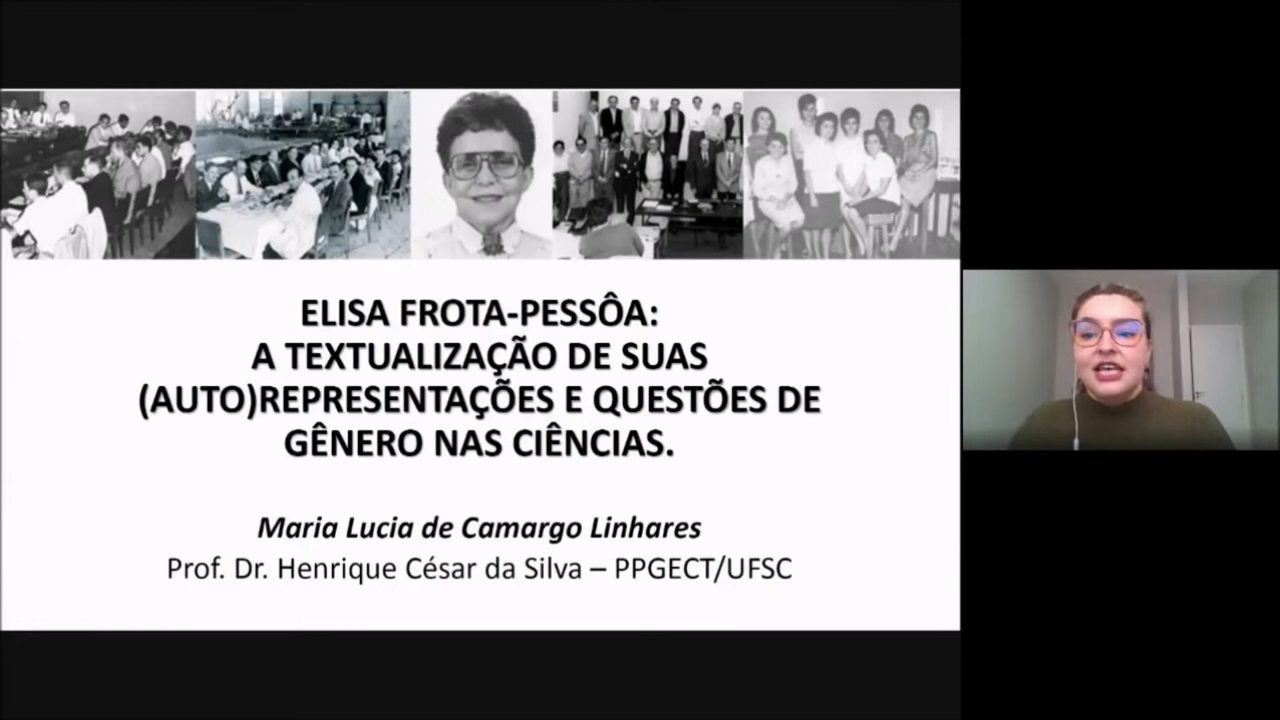 ELISA FROTA-PESSÔA:
A TEXTUALIZAÇÃO DE SUAS
(AUTO)REPRESENTAÇÕES E QUESTÕES DE
GÊNERO NAS CIÊNCIAS.
Maria Lucia de Camargo Linhares
Prof. Dr. Henrique César da Silva – PPGECT/UFSC